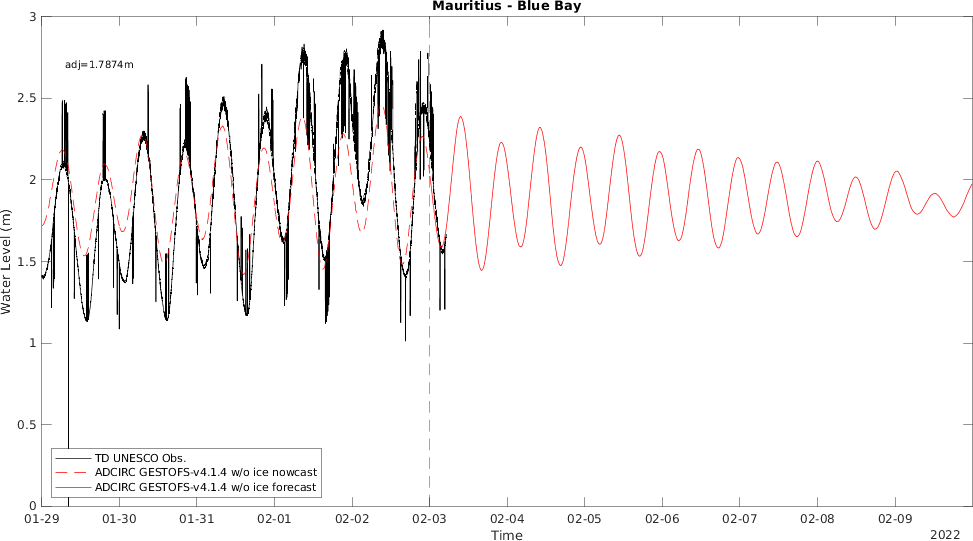 Mauritius - Blue Bay
adj=1.7874m
3
2.5
2
1.5
1
0.5
0
Water Level (m)
TD UNESCO Obs.
ADCIRC GESTOFS-v4.1.4 w/o ice nowcast
ADCIRC GESTOFS-v4.1.4 w/o ice forecast
01-29 01-30 01-31 02-01 02-02 02-03 02-04 02-05 02-06 02-07 02-08 02-09
Time
2022